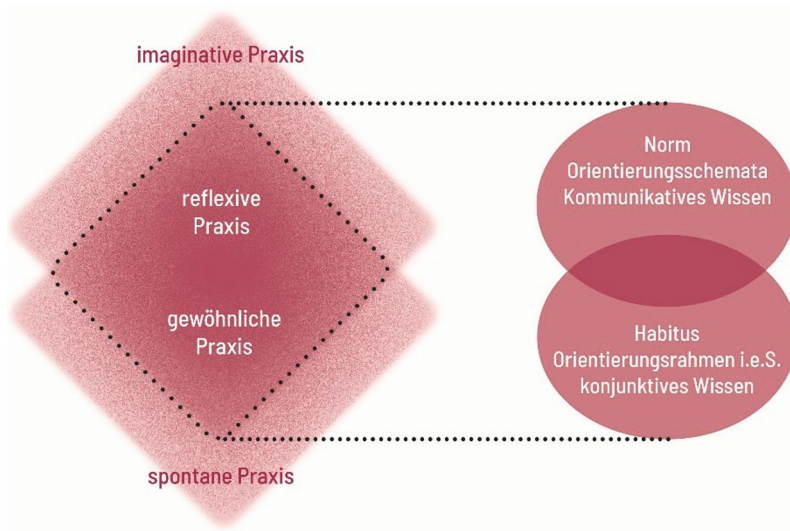 imaginative Praxis
reflexive
Praxis
gewöhnliche
Praxis
spontane Praxis
Norm
Orientierungsschemata
Kommunikatives Wissen
Habitus
Orientierungsrahmen i.e.S.
konjunktives Wissen